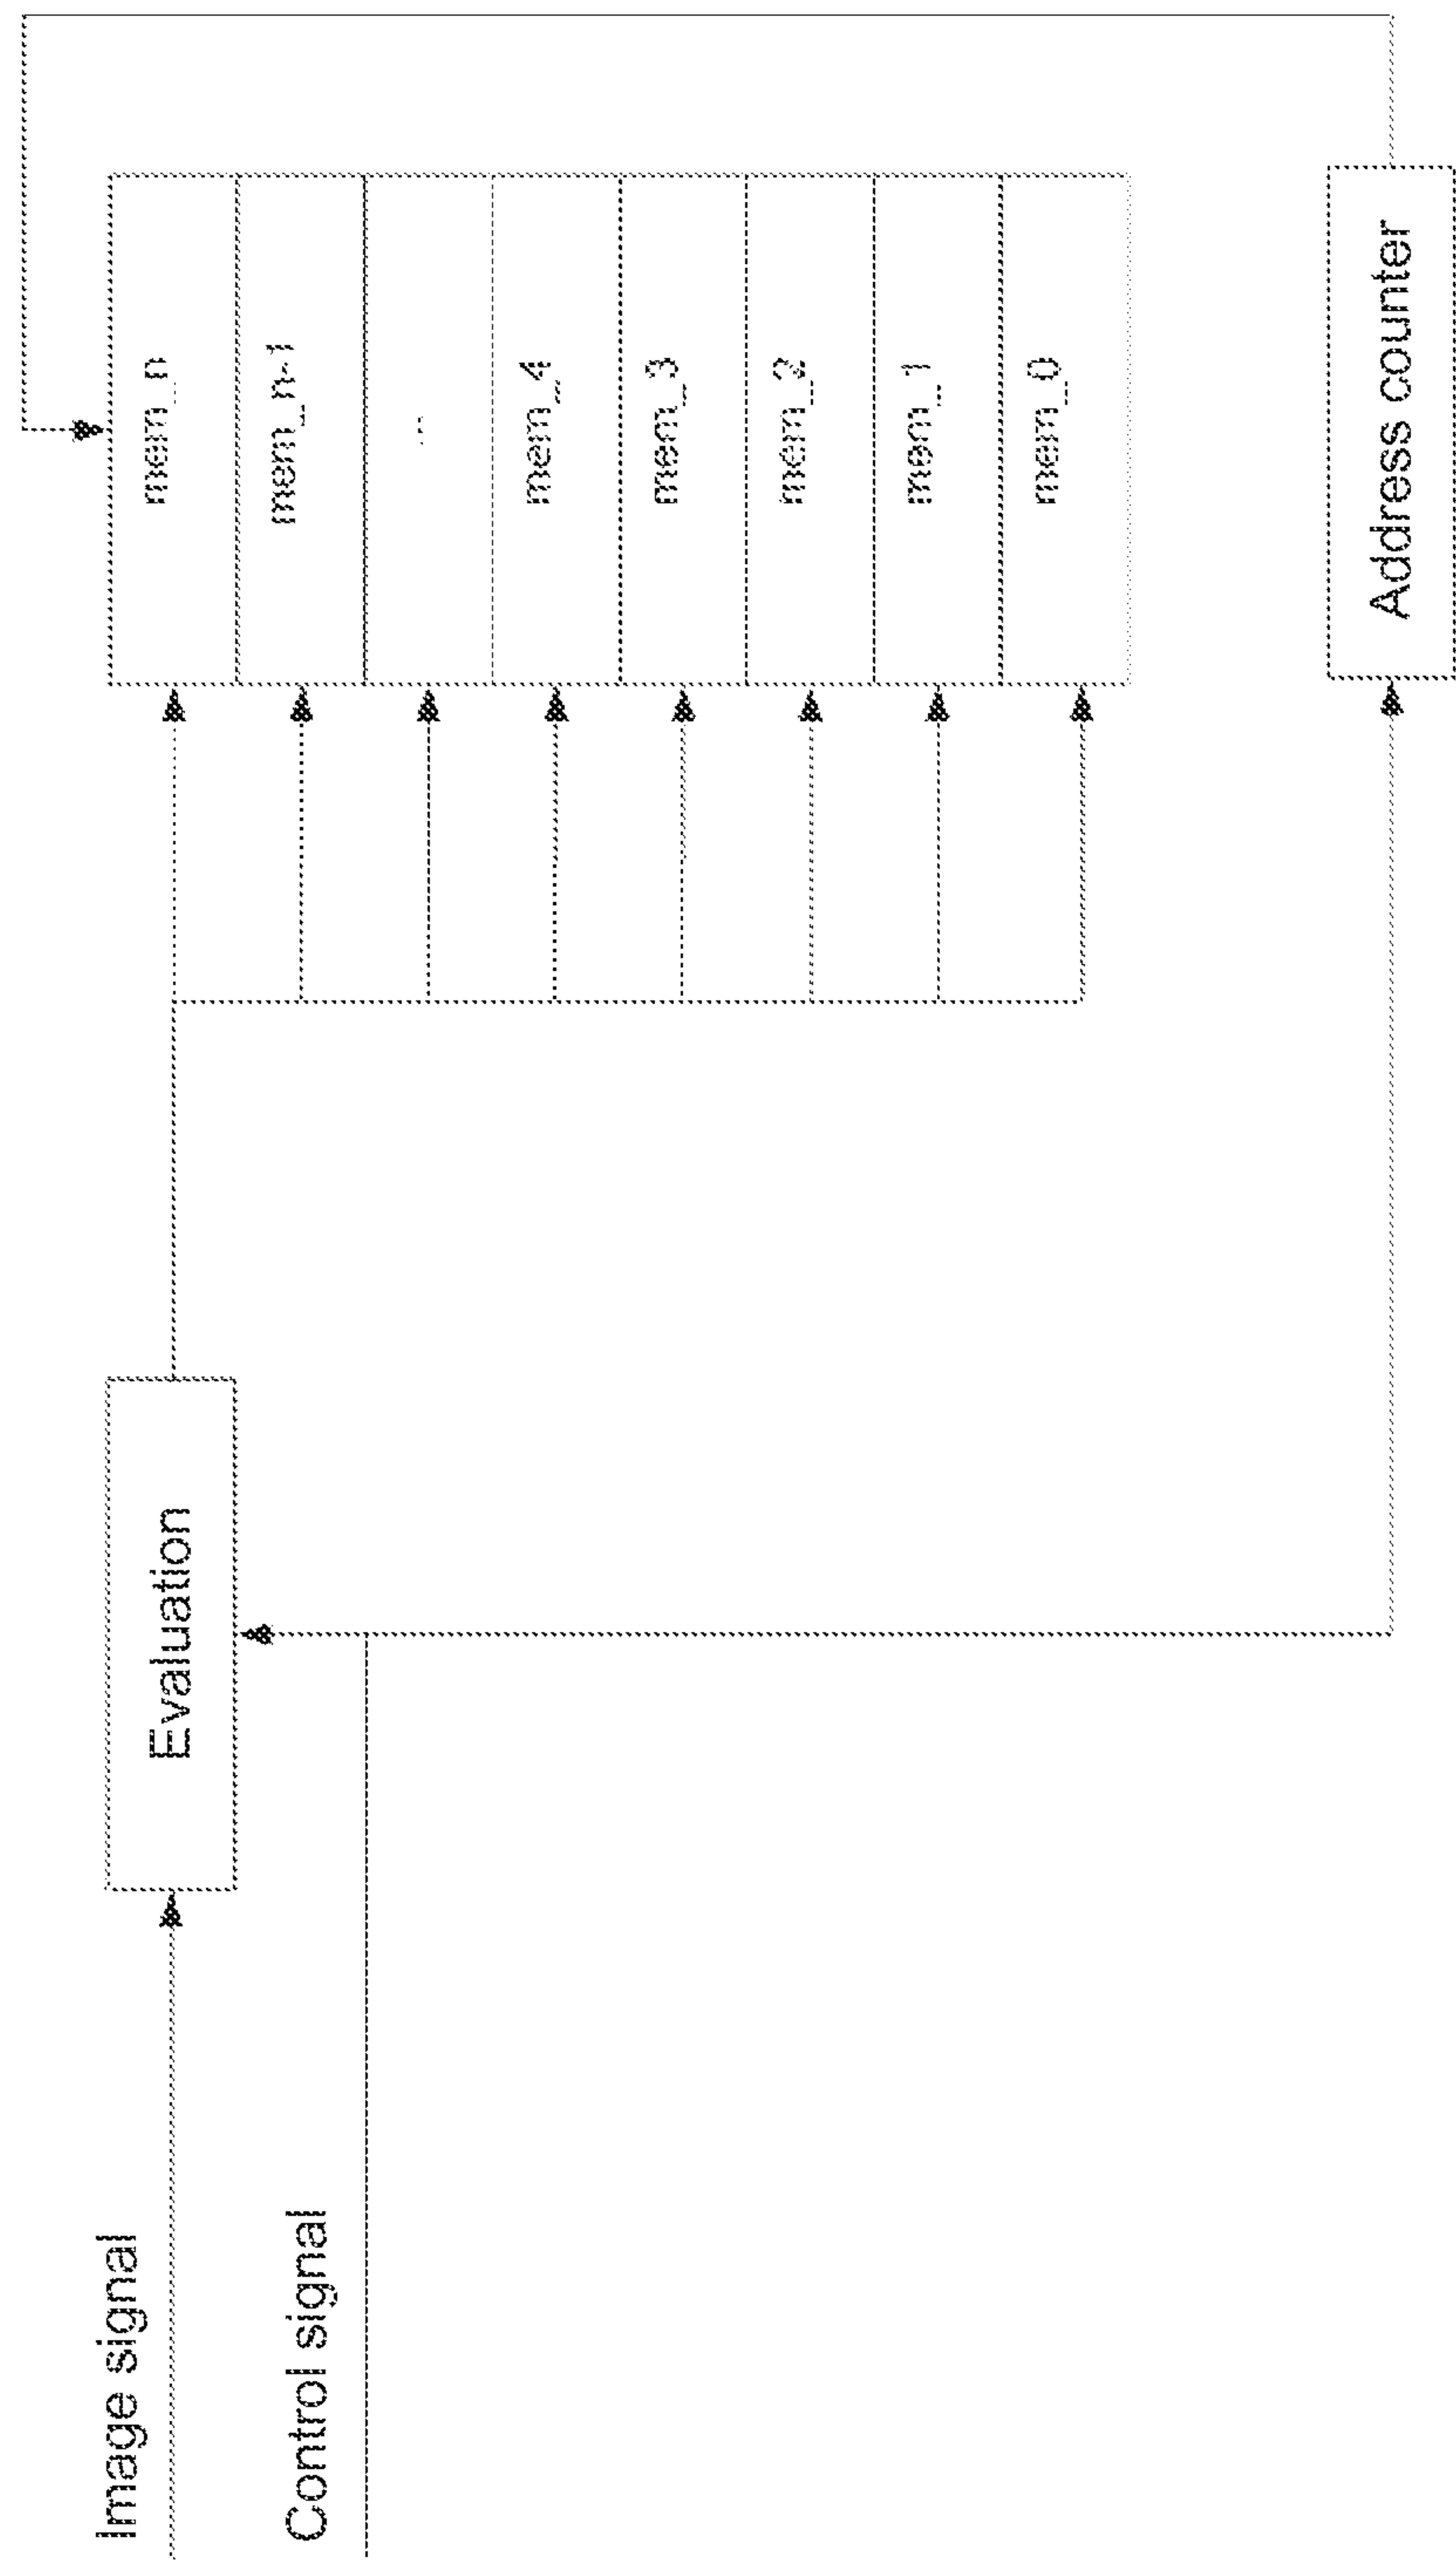 Image signal
Control signal
Evaluation
mem_n
mem_n-1
mem_4
mem_3
mem_2
mem_1
mem_0
Address counter